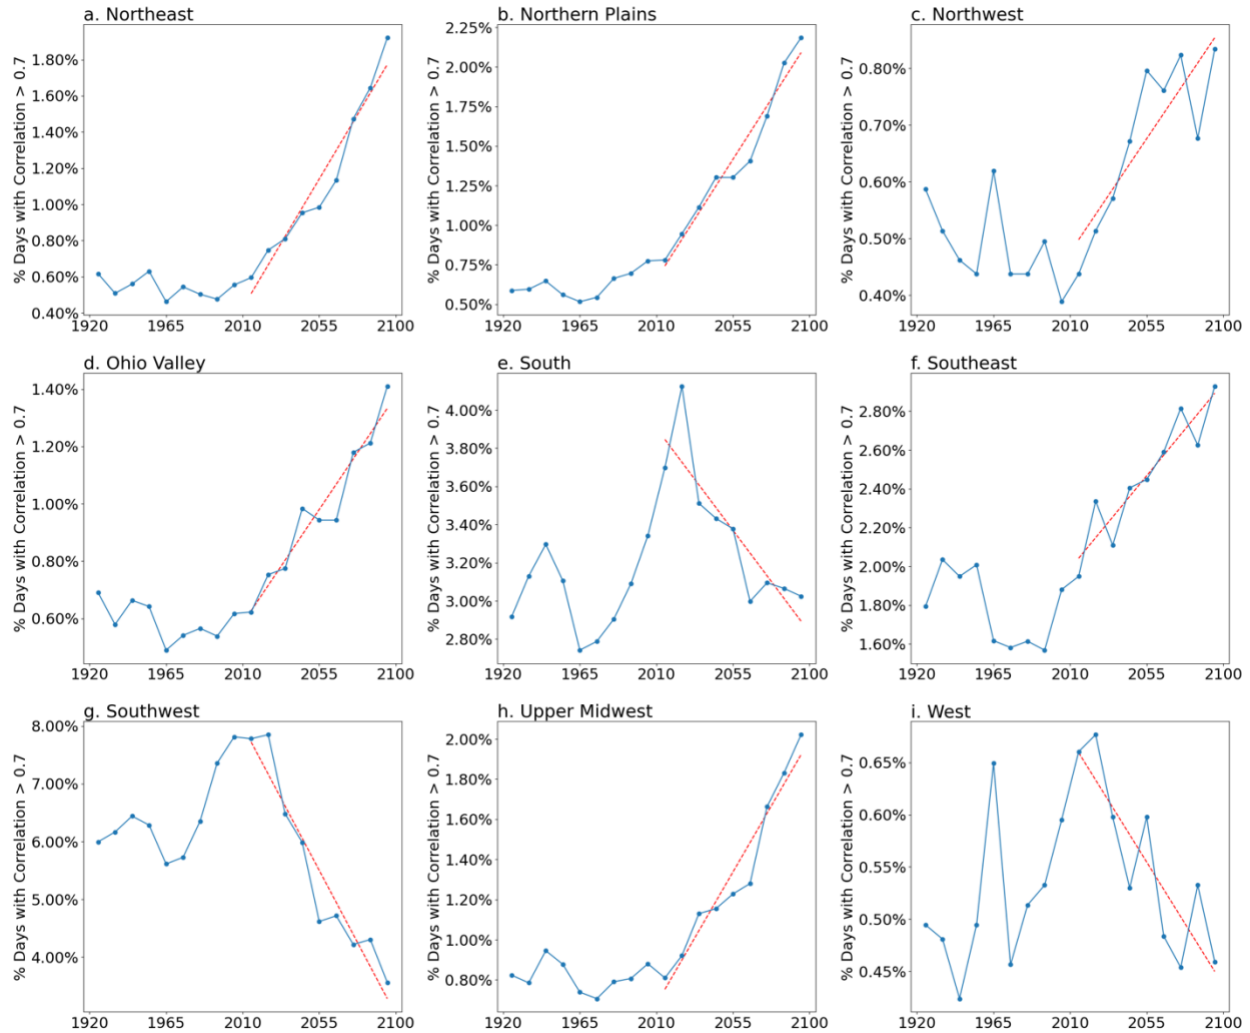 a. Northeast
% Days with Correlation > 0.7
1.80%
1.60%
1.40%
1.20%
1.00%
0.80%
0.60%
0.40%
1920 1965 2010 2055 2100
b. Northern Plains
% Days with Correlation > 0.7
2.25%
2.00%
1.75%
1.50%
1.25%
1.00%
0.75%
0.50%
1920 1965 2010 2055 2100
c. Northwest
% Days with Correlation > 0.7
0.80%
0.70%
0.60%
0.50%
0.40%
1920 1965 2010 2055 2100
d. Ohio Valley
% Days with Correlation > 0.7
1.40%
1.20%
1.00%
0.80%
0.60%
1920 1965 2010 2055 2100
e. South
% Days with Correlation > 0.7
4.00%
3.80%
3.60%
3.40%
3.20%
3.00%
2.80%
1920 1965 2010 2055 2100
f. Southeast
% Days with Correlation > 0.7
2.80%
2.60%
2.40%
2.20%
2.00%
1.80%
1.60%
1920 1965 2010 2055 2100
g. Southwest
% Days with Correlation > 0.7
8.00%
7.00%
6.00%
5.00%
4.00%
1920 1965 2010 2055 2100
h. Upper Midwest
% Days with Correlation > 0.7
2.00%
1.80%
1.60%
1.40%
1.20%
1.00%
0.80%
1920 1965 2010 2055 2100
i. West
% Days with Correlation > 0.7
0.65%
0.60%
0.55%
0.50%
0.45%
1920 1965 2010 2055 2100